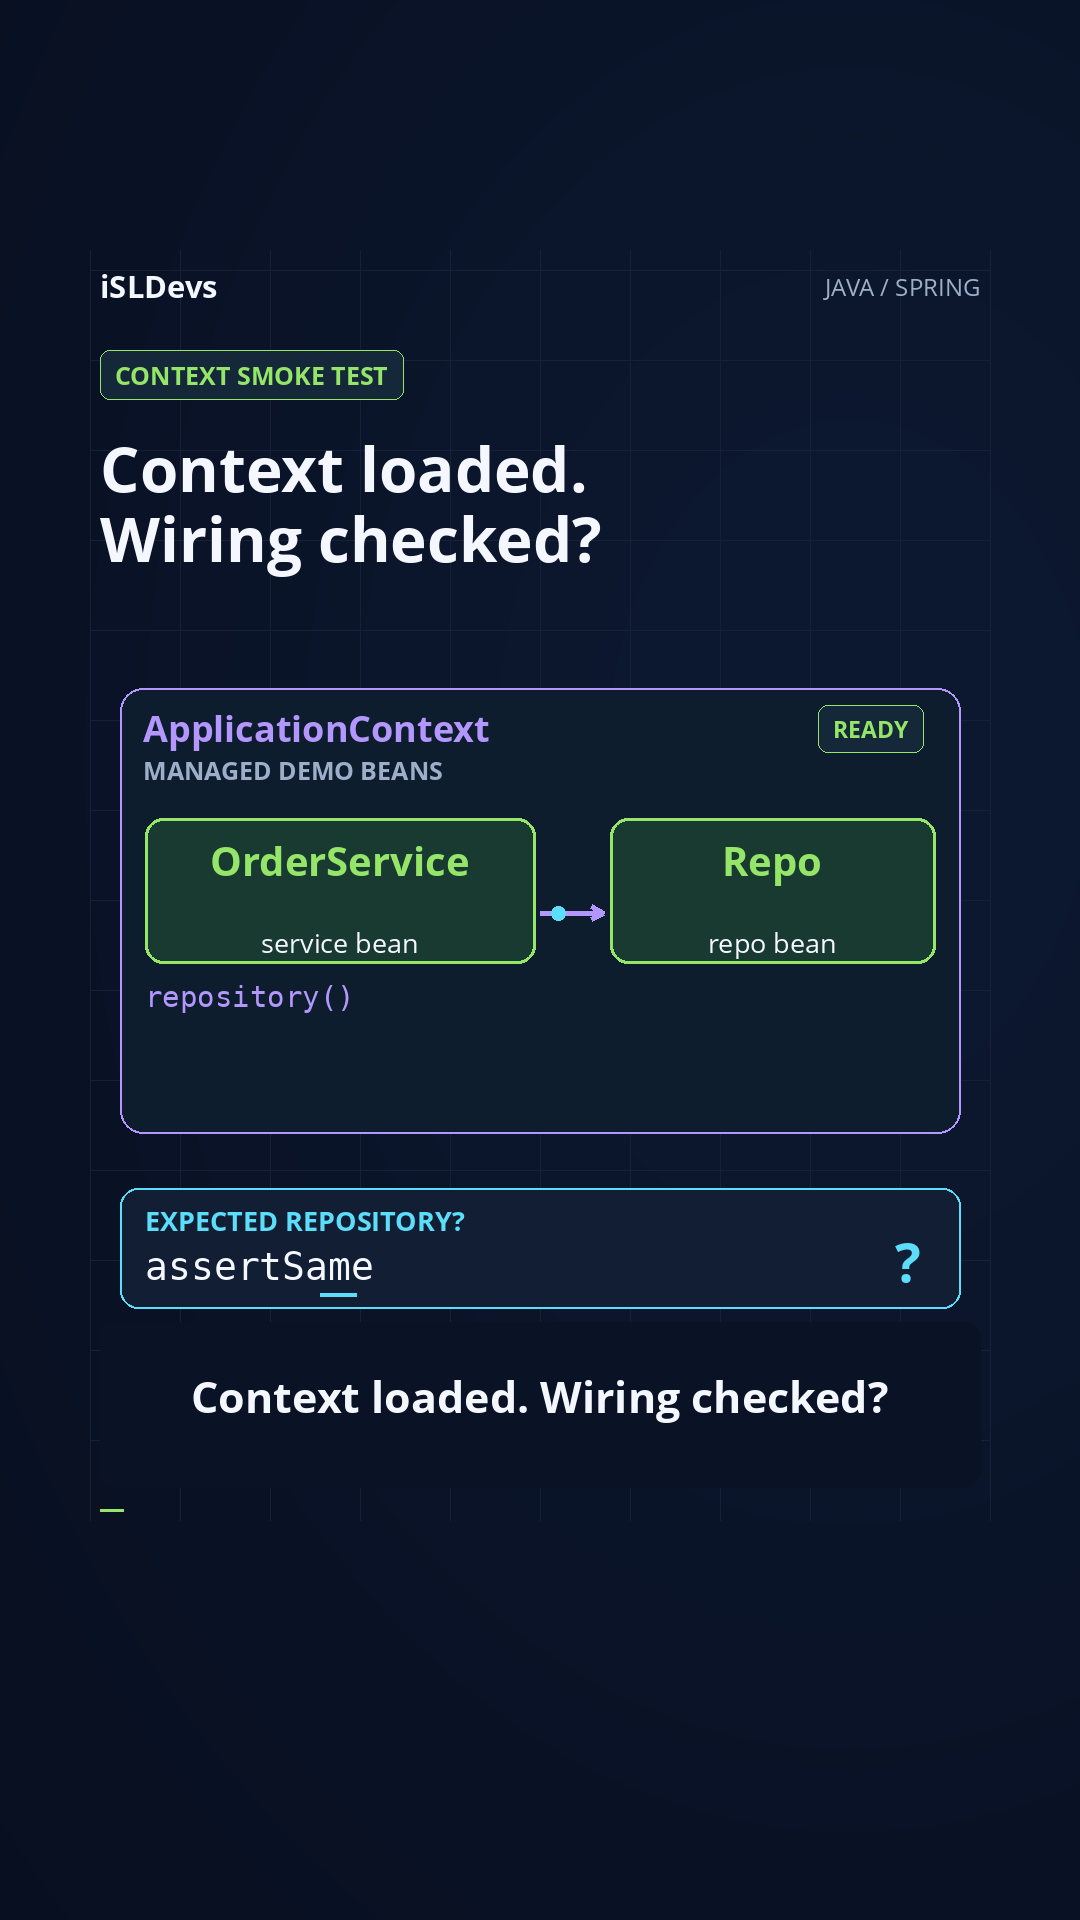 iSLDevs
JAVA / SPRING
CONTEXT SMOKE TEST
Context loaded.
Wiring checked?
ApplicationContext
READY
MANAGED DEMO BEANS
OrderService
Repo
service bean
repo bean
repository()
EXPECTED REPOSITORY?
assertSame
?
Context loaded. Wiring checked?